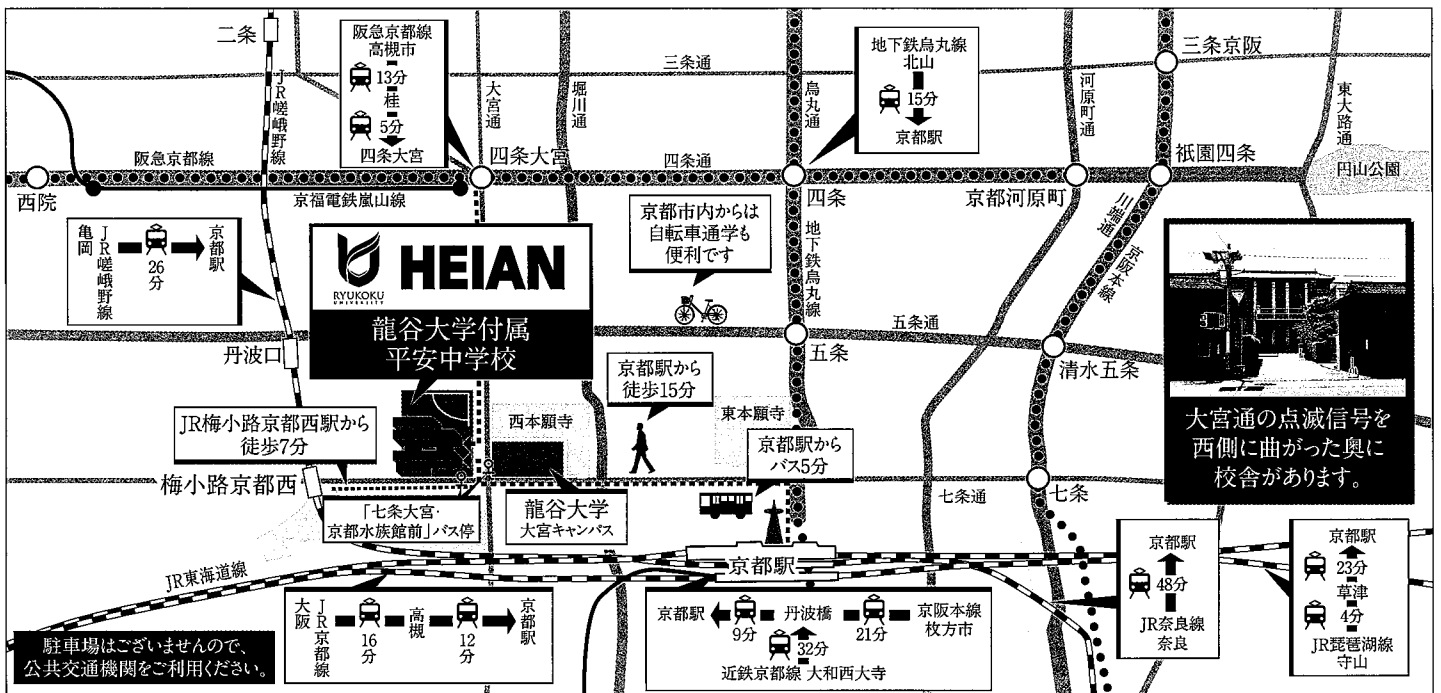 二条
JR嵯峨野線
阪急京都線
高槻市
13分
桂
5分
四条大宮
大宮通
堀川通
三条通
烏丸通
地下鉄烏丸線
北山
15分
京都駅
河原町通
三条京阪
東大路通
阪急京都線
四条大宮
四条通
祇園四条
円山公園
西院
京福電鉄嵐山線
四条
京都河原町
川端通
京阪本線
亀岡
JR嵯峨野線
26分
京都駅
RYUKOKU
UNIVERSITY
HEIAN
龍谷大学付属
平安中学校
京都市内からは
自転車通学も
便利です
地下鉄烏丸線
五条通
丹波口
五条
清水五条
京都駅から
徒歩15分
JR梅小路京都西駅から
徒歩7分
西本願寺
東本願寺
京都駅から
バス5分
大宮通の点滅信号を
西側に曲がった奥に
校舎があります。
梅小路京都西
「七条大宮・
京都水族館前」バス停
龍谷大学
大宮キャンパス
七条通
七条
JR東海道線
京都駅
京都駅
48分
JR奈良線
奈良
京都駅
23分
草津
4分
JR琵琶湖線
守山
駐車場はございませんので、
公共交通機関をご利用ください。
大阪
JR京都線
16分
高槻
12分
京都駅
京都駅
9分
丹波橋
21分
京阪本線
枚方市
32分
近鉄京都線 大和西大寺